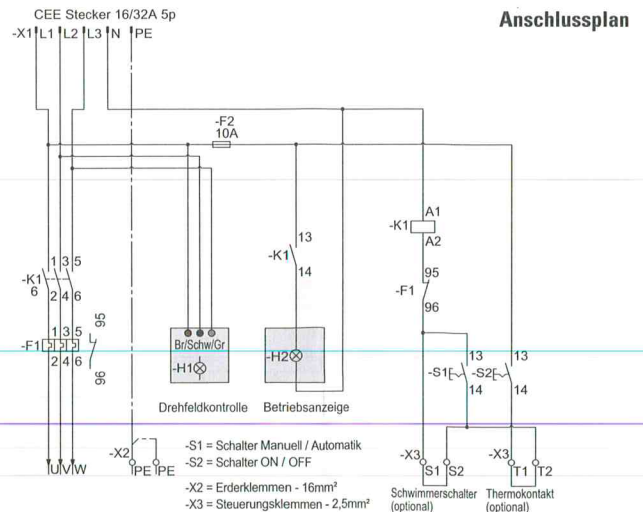 CEE Stecker 16/32A 5p
Anschlussplan
-X1 L1 L2 L3 N PE
-F2
10A
A1
-K1
A2
13
-K1
14
95
-F1
96
1 3 5
-K1
6
2 4 6
1 3 5
-F1
2 4 6
95
96
Br/Schw/Gr
-H1
-H2
13
-S1
14
13
-S2
14
Drehfeldkontrolle
Betriebsanzeige
-X2
U V W
PE PE
-S1 = Schalter Manuell / Automatik
-S2 = Schalter ON / OFF
-X2 = Erderklemmen - 16mm²
-X3 = Steuerungsklemmen - 2,5mm²
-X3
S1 S2
-X3
T1 T2
Schwimmerschalter
(optional)
Thermokontakt
(optional)